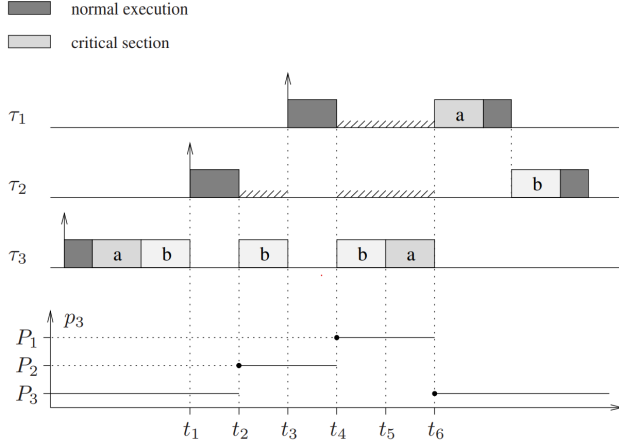 normal execution
critical section
τ1
a
τ2
b
τ3
a b b b a
p3
P1
P2
P3
t1 t2 t3 t4 t5 t6